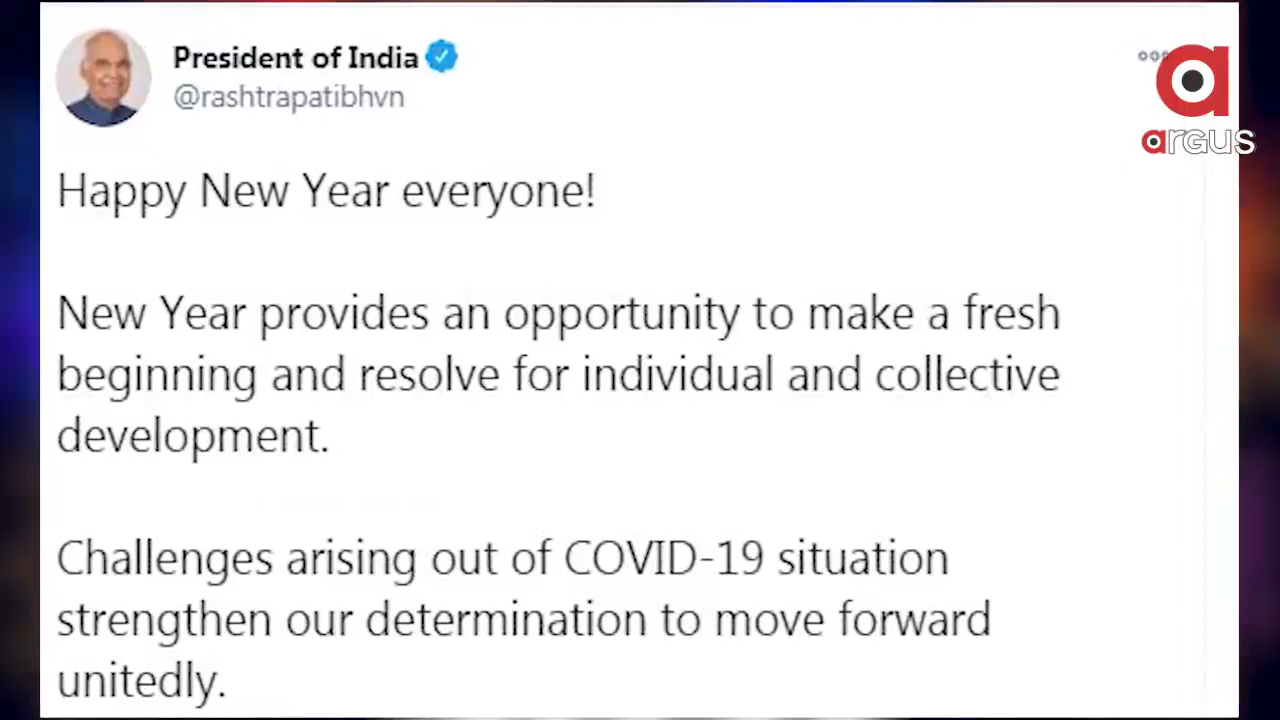 President of India
@rashtrapatibhvn
argus
Happy New Year everyone!
New Year provides an opportunity to make a fresh
beginning and resolve for individual and collective
development.
Challenges arising out of COVID-19 situation
strengthen our determination to move forward
unitedly.